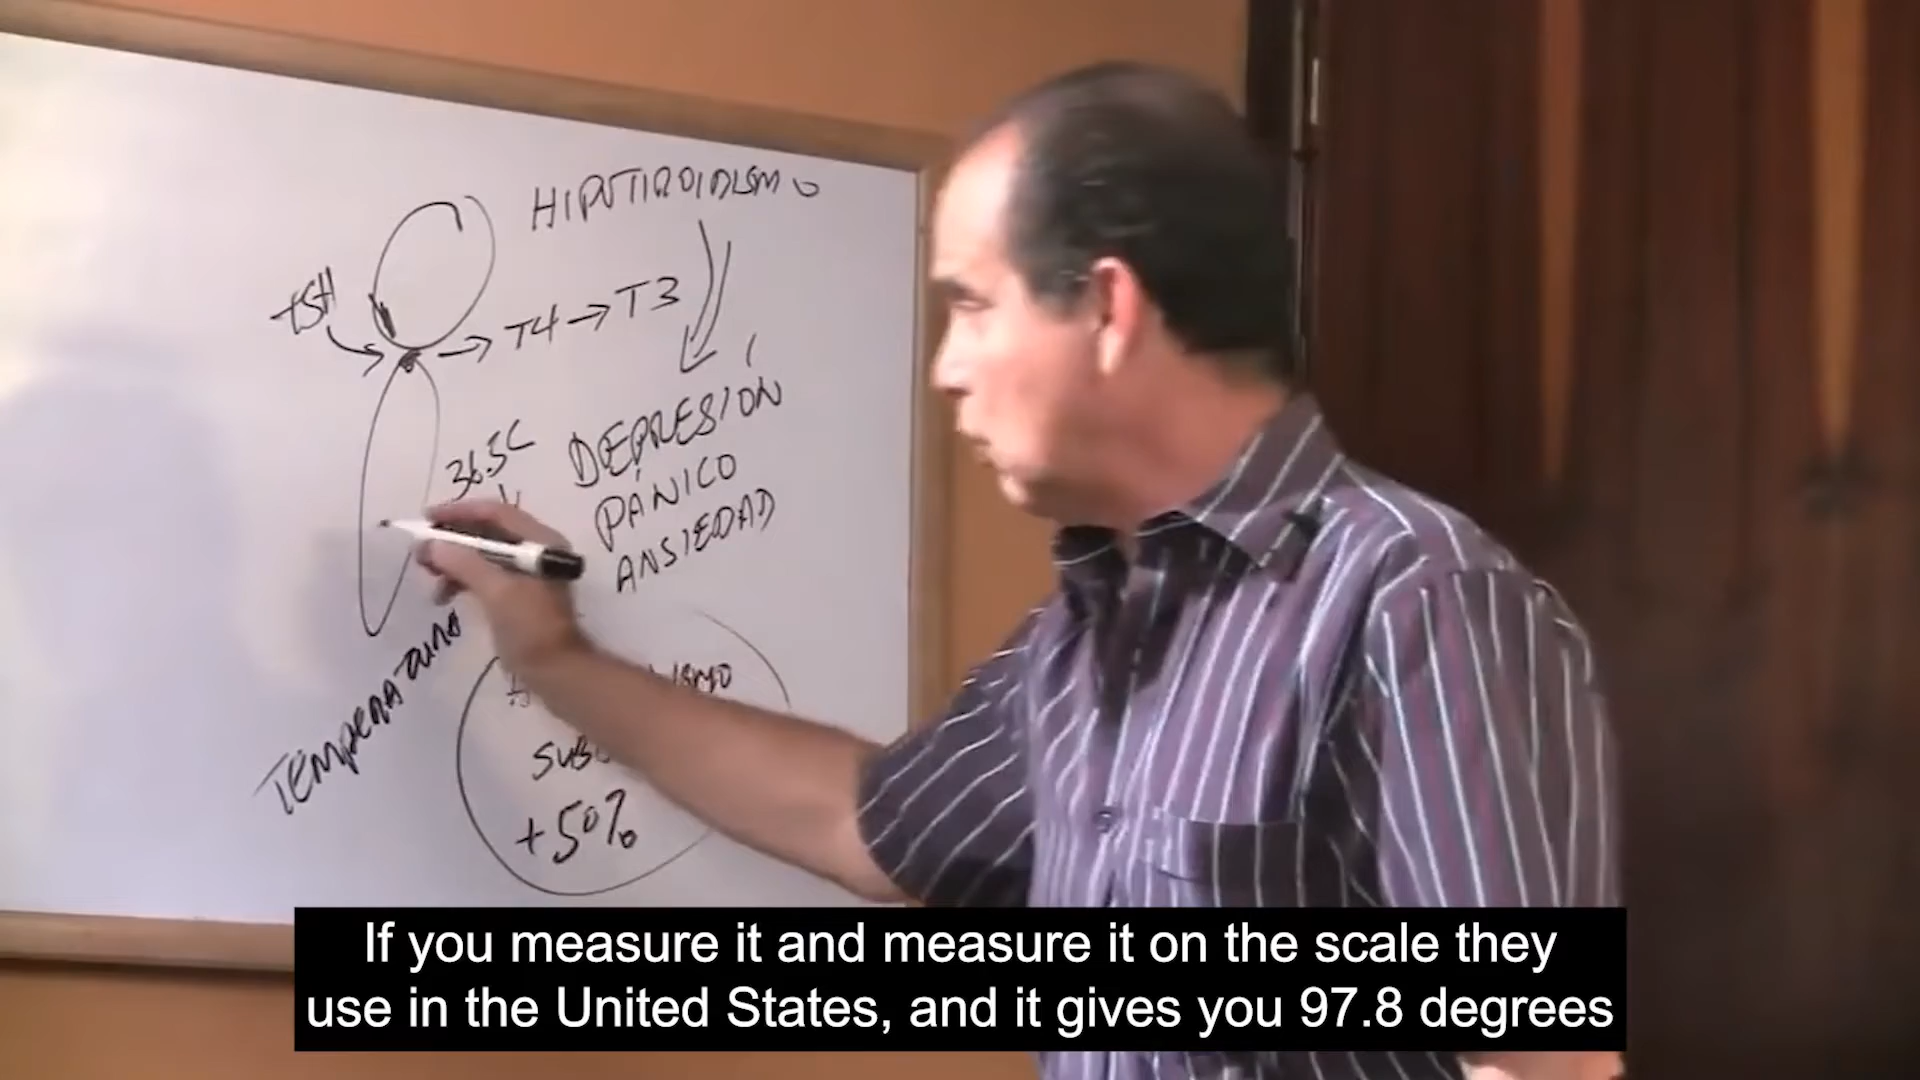 HIPOTIROIDISMO
TSH
→ T4 → T3
36.5C
DEPRESIÓN
PÁNICO
ANSIEDAD
TEMPERATURA
+50%
If you measure it and measure it on the scale they
use in the United States, and it gives you 97.8 degrees